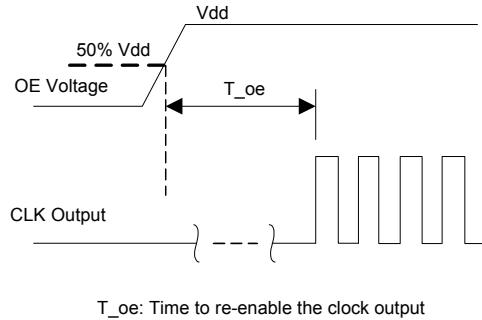 Vdd
50% Vdd
OE Voltage
T_oe
CLK Output
T_oe: Time to re-enable the clock output